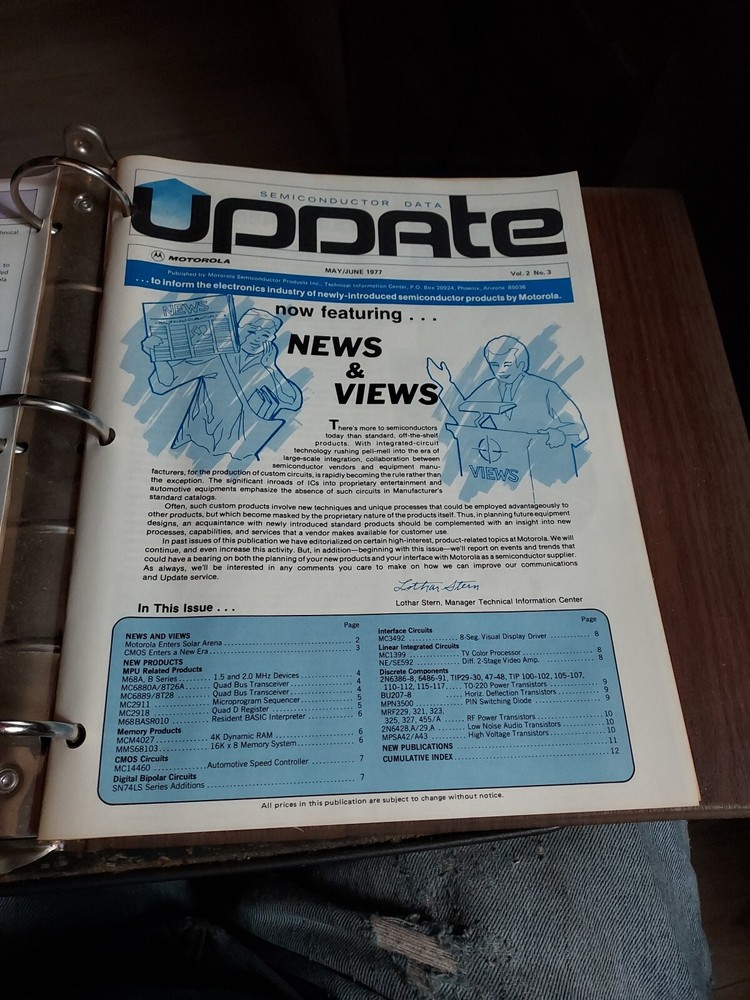 SEMICONDUCTOR DATA
UPDATE
MOTOROLA
MAY/JUNE 1977
Vol. 2 No. 3
Published by Motorola Semiconductor Products Inc., Technical Information Center, P.O. Box 20924, Phoenix, Arizona 85036
... to inform the electronics industry of newly-introduced semiconductor products by Motorola.
now featuring . . .
NEWS
NEWS
&
VIEWS
VIEWS
There's more to semiconductors
today than standard, off-the-shelf
products. With integrated-circuit
technology rushing pell-mell into the era of
large-scale integration, collaboration between
semiconductor vendors and equipment manu-
facturers, for the production of custom circuits, is rapidly becoming the rule rather than
the exception. The significant inroads of ICs into proprietary entertainment and
automotive equipments emphasize the absence of such circuits in Manufacturer's
standard catalogs.
Often, such custom products involve new techniques and unique processes that could be employed advantageously to
other products, but which become masked by the proprietary nature of the products itself. Thus, in planning future equipment
designs, an acquaintance with newly introduced standard products should be complemented with an insight into new
processes, capabilities, and services that a vendor makes available for customer use.
In past issues of this publication we have editorialized on certain high-interest, product-related topics at Motorola. We will
continue, and even increase this activity. But, in addition—beginning with this issue—we'll report on events and trends that
could have a bearing on both the planning of your new products and your interface with Motorola as a semiconductor supplier.
As always, we'll be interested in any comments you care to make on how we can improve our communications
and Update service.
Lothar Stern
Lothar Stern, Manager Technical Information Center
In This Issue . . .
Page
NEWS AND VIEWS
Motorola Enters Solar Arena 2
CMOS Enters a New Era 3
NEW PRODUCTS
MPU Related Products
M68A, B Series 1.5 and 2.0 MHz Devices 4
MC6880A/8T26A Quad Bus Transceiver 4
MC6889/8T28 Quad Bus Transceiver 4
MC2911 Microprogram Sequencer 5
MC2918 Quad D Register 5
M68BASR010 Resident BASIC Interpreter 6
Memory Products
MCM4027 4K Dynamic RAM 6
MMS68103 16K x 8 Memory System 6
CMOS Circuits
MC14460 Automotive Speed Controller 7
Digital Bipolar Circuits
SN74LS Series Additions 7
Page
Interface Circuits
MC3492 8-Seg. Visual Display Driver 8
Linear Integrated Circuits
MC1399 TV Color Processor 8
NE/SE592 Diff. 2-Stage Video Amp. 8
Discrete Components
2N6386-8, 6486-91, TIP29-30, 47-48, TIP 100-102, 105-107,
110-112, 115-117 TO-220 Power Transistors 9
BU207-8 Horiz. Deflection Transistors 9
MPN3500 PIN Switching Diode 9
MRF229, 321, 323,
325, 327, 455/A RF Power Transistors 10
2N6428,A/29,A Low Noise Audio Transistors 10
MPSA42/A43 High Voltage Transistors 10
NEW PUBLICATIONS 11
CUMULATIVE INDEX 12
All prices in this publication are subject to change without notice.